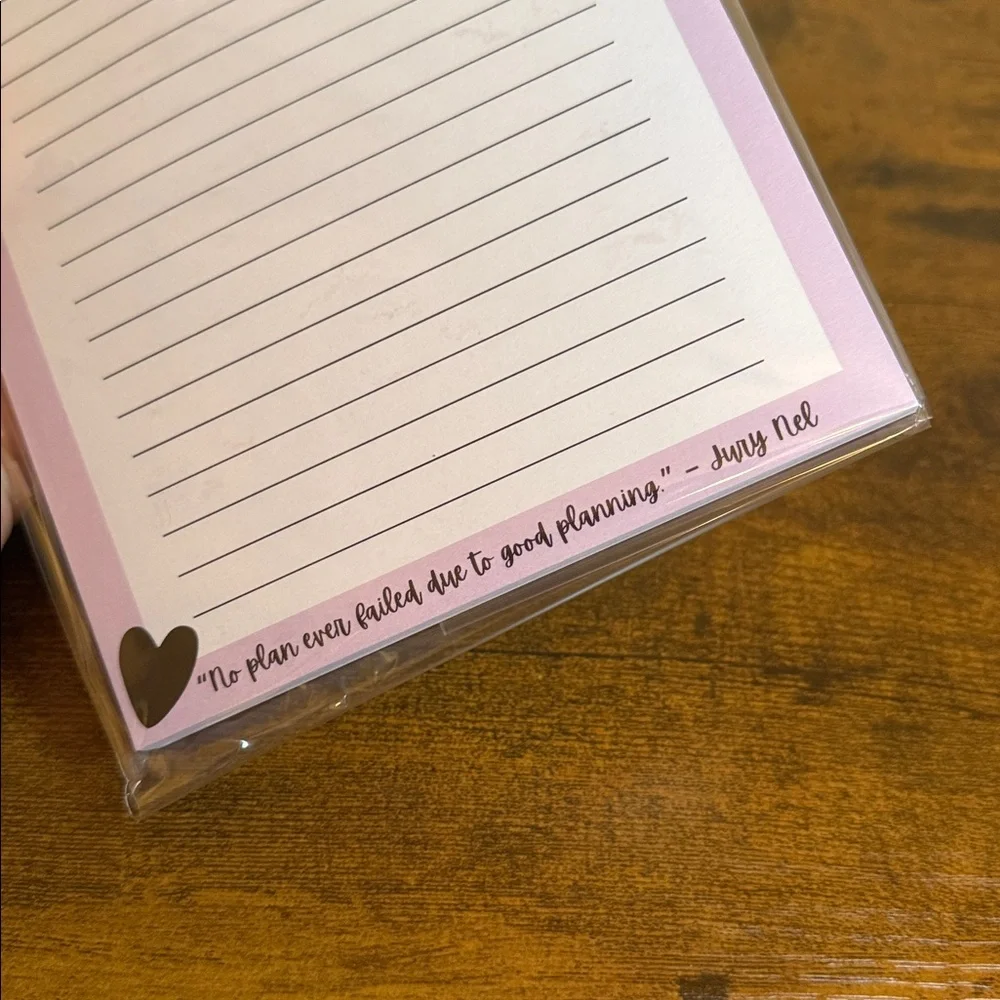 “No plan ever failed due to good planning.” - Jury Nel